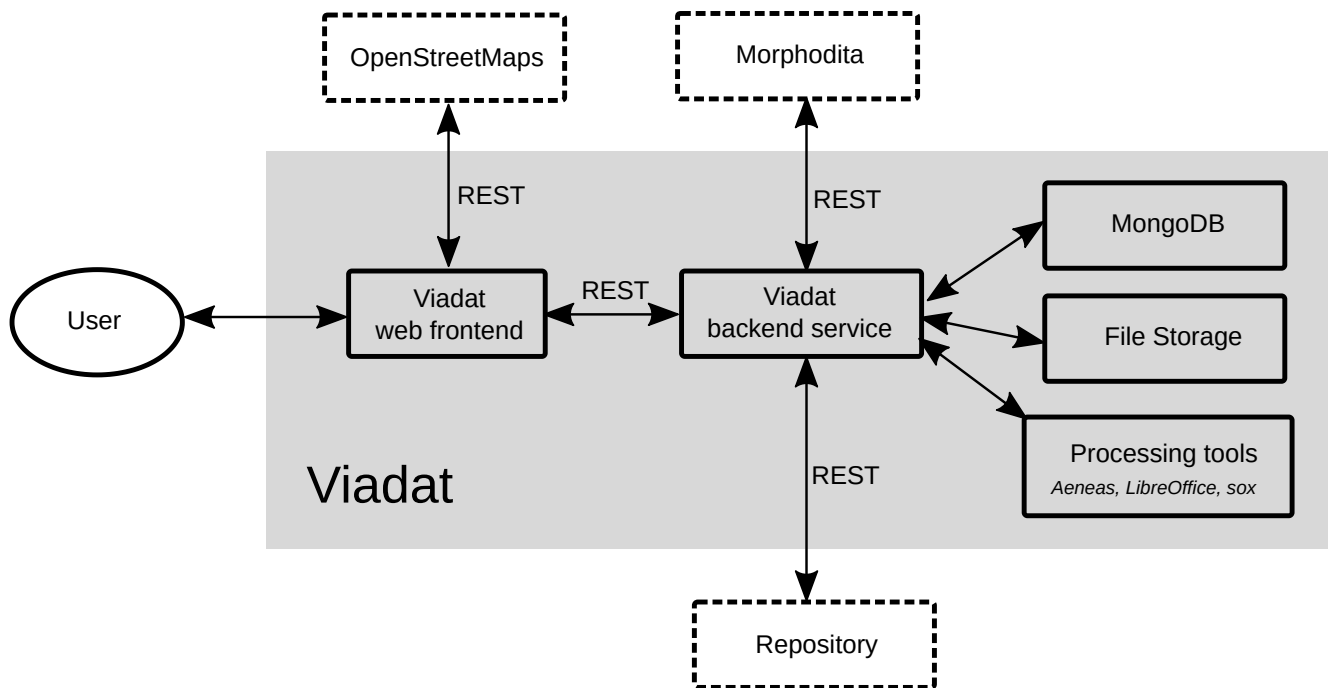 OpenStreetMaps
Morphodita
REST
REST
MongoDB
User
Viadat
web frontend
REST
Viadat
backend service
File Storage
Processing tools
Aeneas, LibreOffice, sox
Viadat
REST
Repository